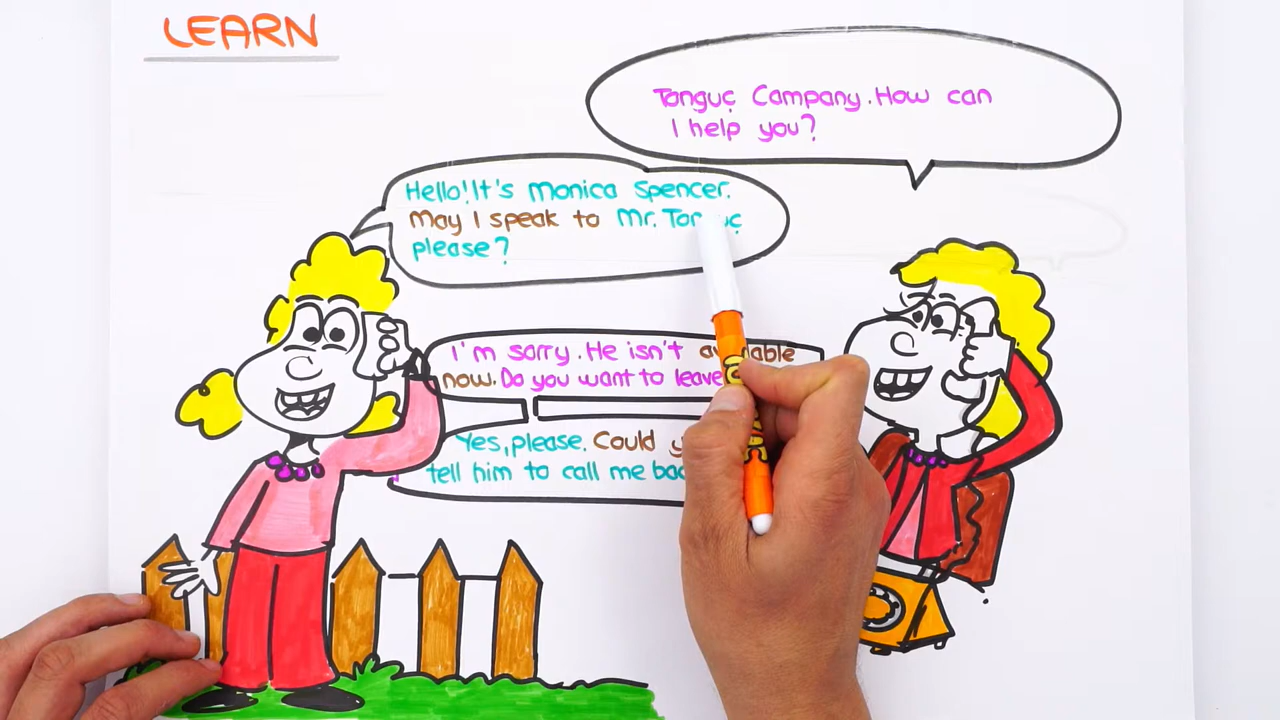 LEARN
Tonguç Company. How can
I help you?
Hello! It's Monica Spencer.
May I speak to Mr.
please?
I'm sorry. He isn't
now. Do you want to leave
Yes, please. Could
tell him to call me